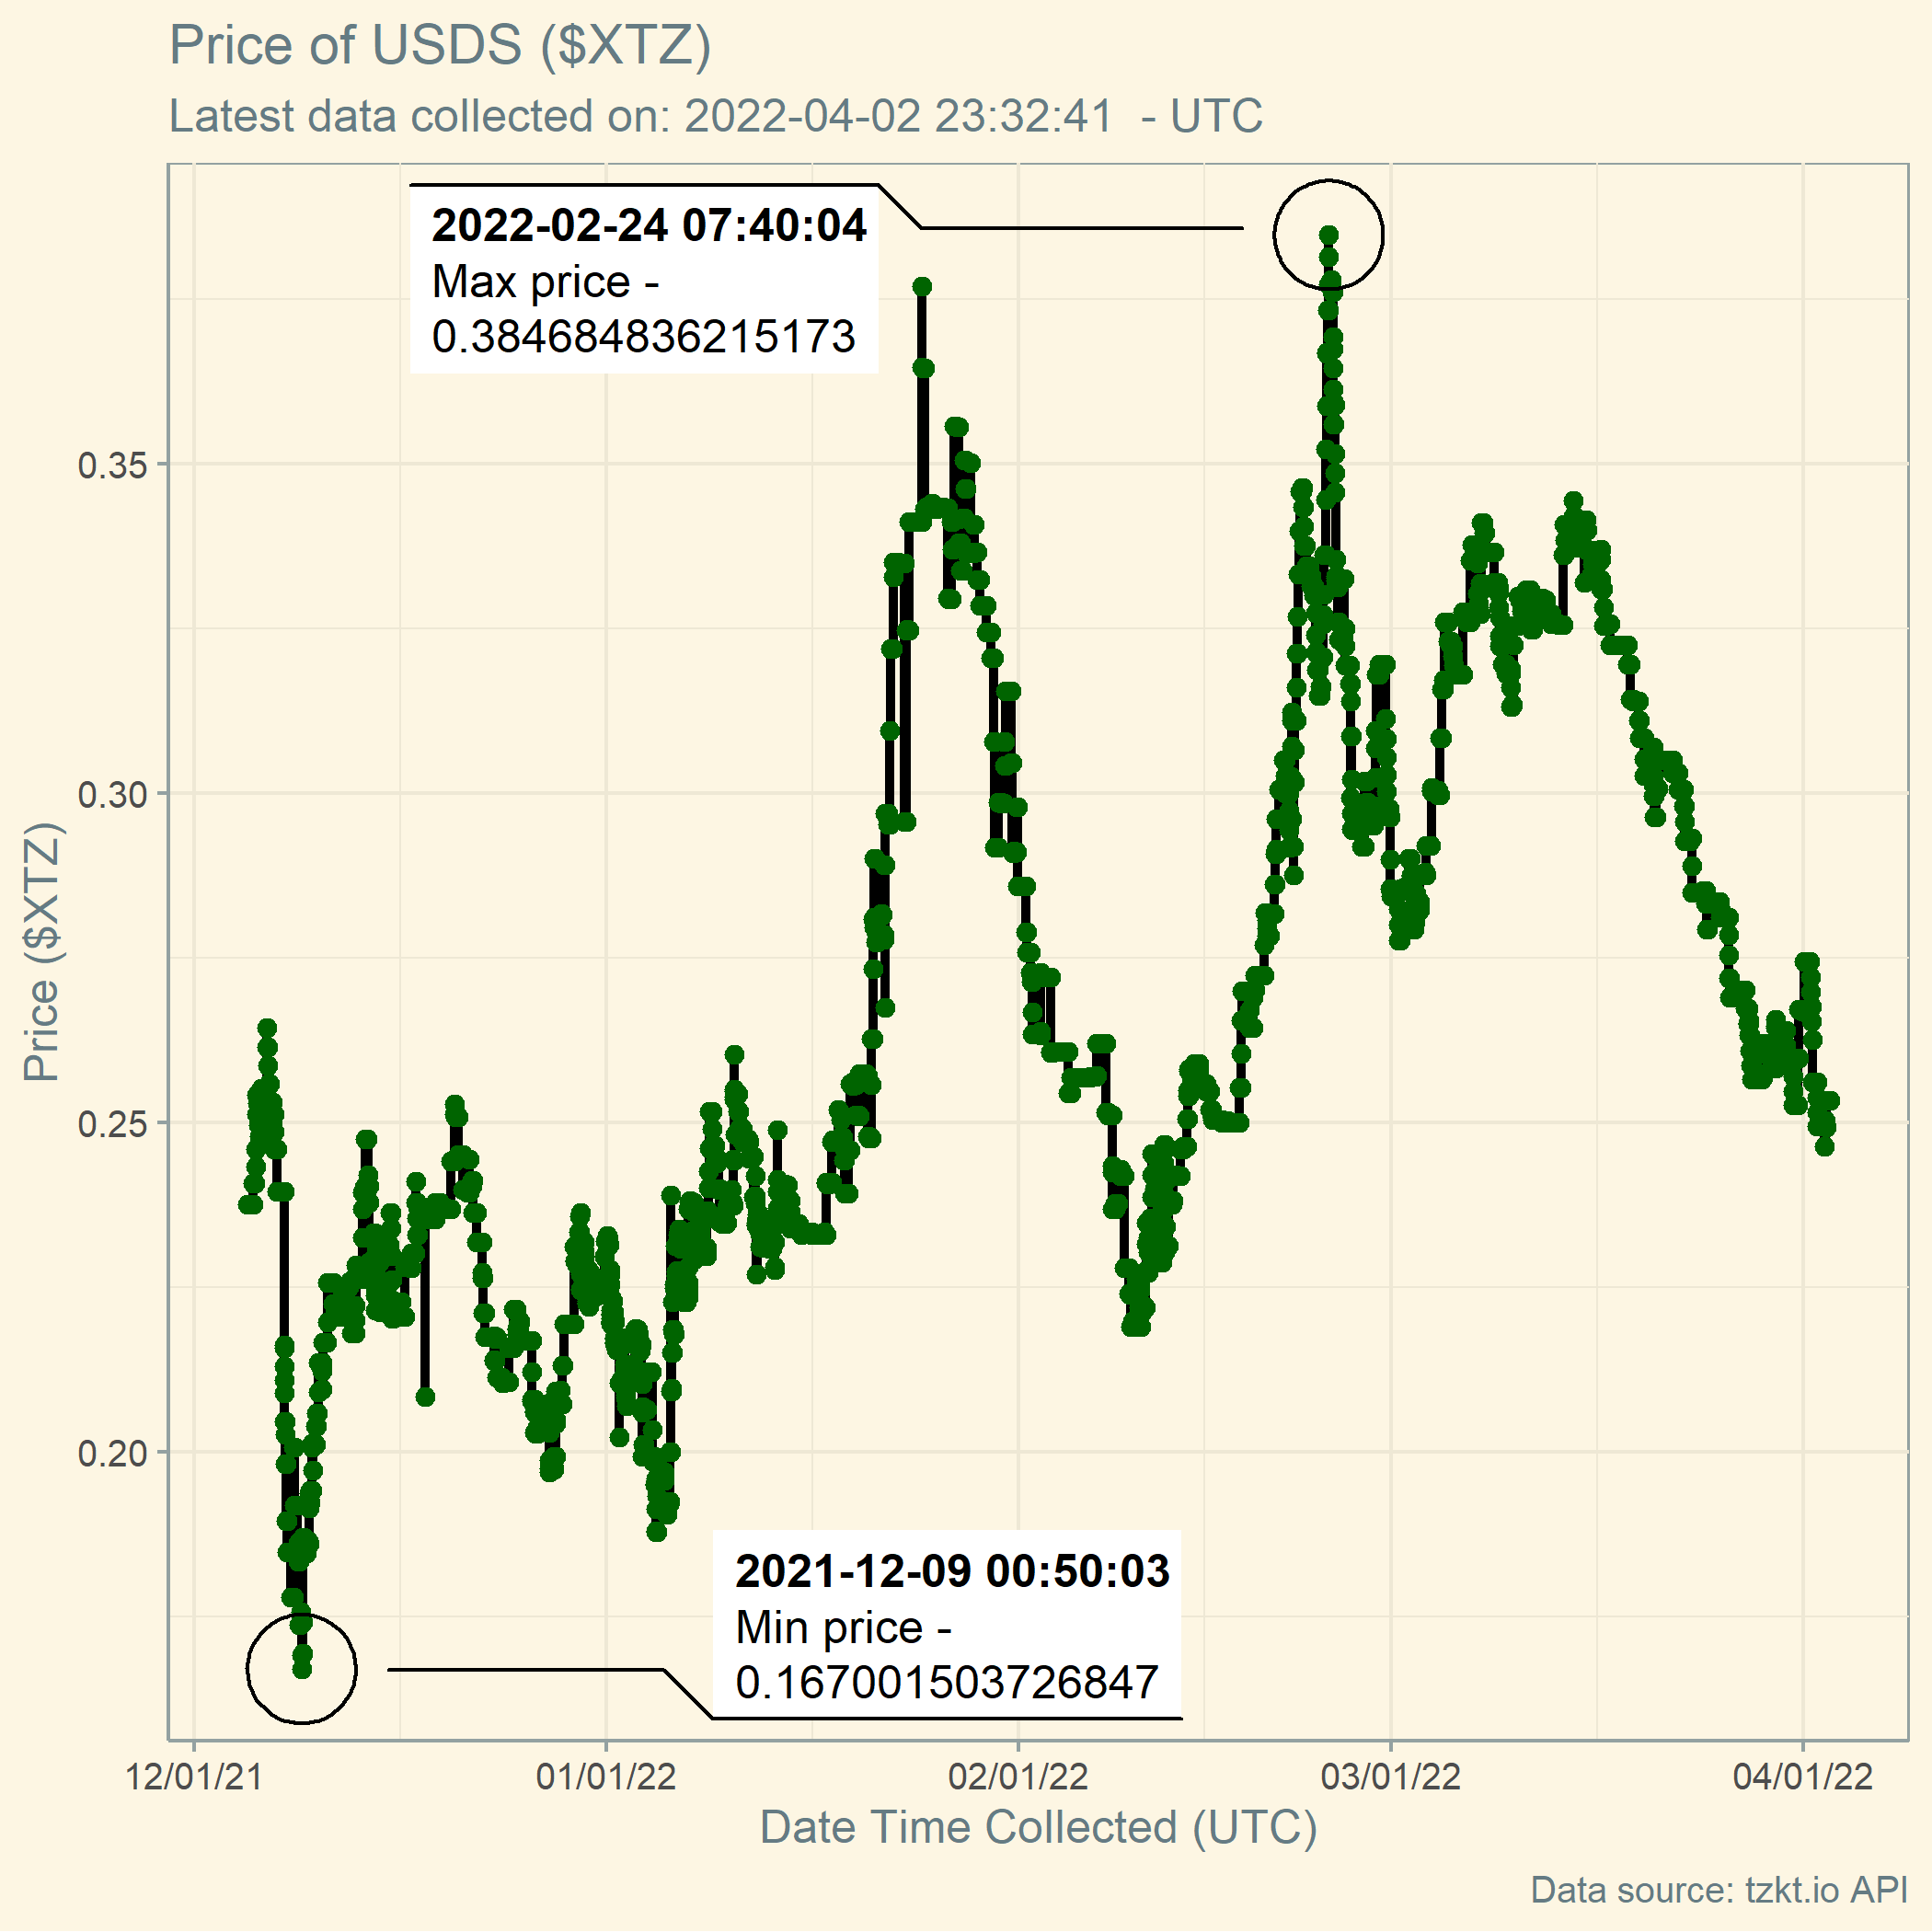 Price of USDS ($XTZ)
Latest data collected on: 2022-04-02 23:32:41  - UTC
2022-02-24 07:40:04
Max price -
0.384684836215173
0.35
0.30
0.25
0.20
Price ($XTZ)
2021-12-09 00:50:03
Min price -
0.167001503726847
12/01/21
01/01/22
02/01/22
03/01/22
04/01/22
Date Time Collected (UTC)
Data source: tzkt.io API